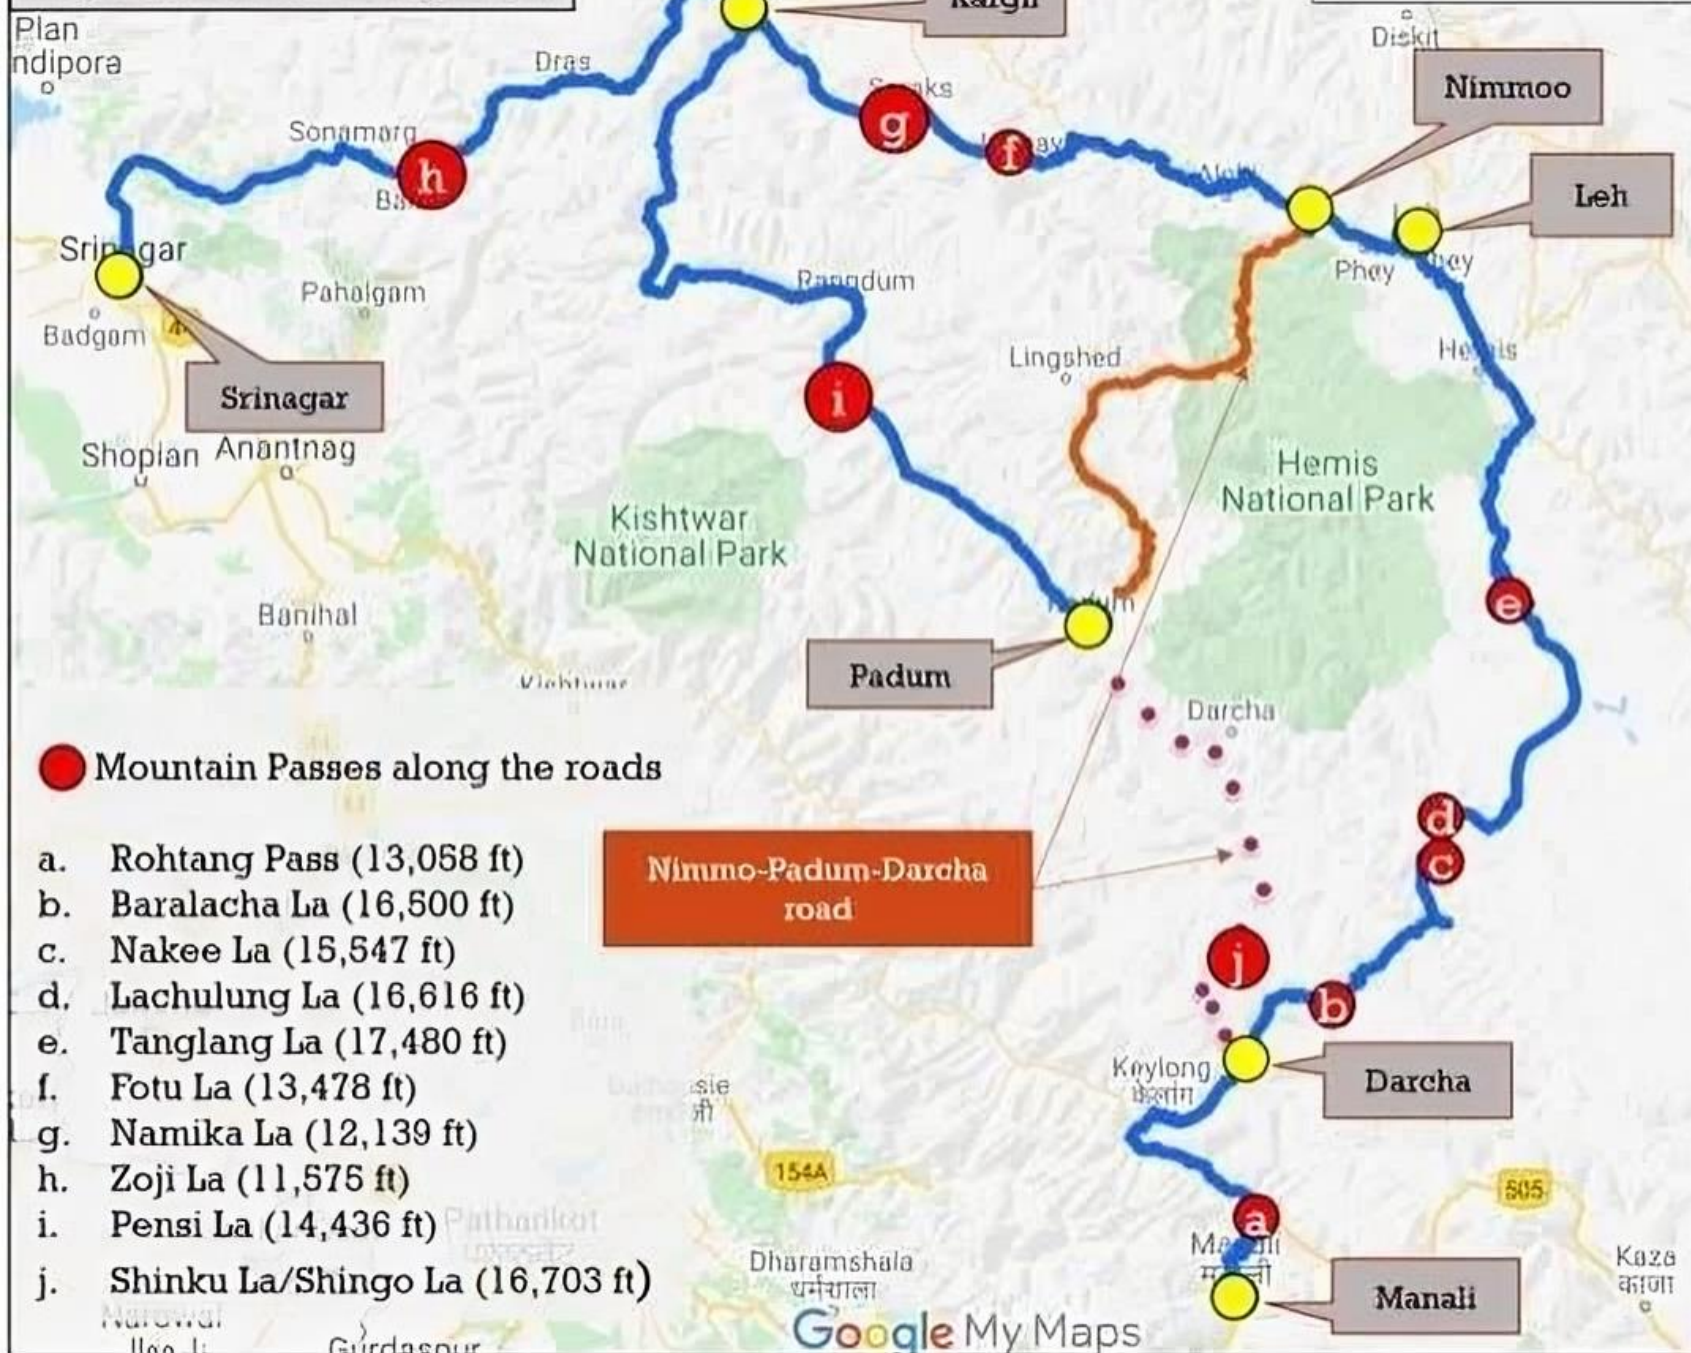 Plan
ndipora
Diskit
Dras
Nimmoo
Sonamarg
Leh
Phey
Rangdum
Pahalgam
Badgam
Lingshed
Srinagar
Shopian
Anantnag
Hemis
National Park
Kishtwar
National Park
Banihal
Padum
Darcha
Mountain Passes along the roads
Nimmo-Padum-Darcha
road
a. Rohtang Pass (13,058 ft)
b. Baralacha La (16,500 ft)
c. Nakee La (15,547 ft)
d. Lachulung La (16,616 ft)
e. Tanglang La (17,480 ft)
f. Fotu La (13,478 ft)
g. Namika La (12,139 ft)
h. Zoji La (11,575 ft)
i. Pensi La (14,436 ft)
j. Shinku La/Shingo La (16,703 ft)
h
g
f
i
e
d
c
j
b
a
Keylong
केलांग
Darcha
154A
505
Pathankot
Dharamshala
धर्मशाला
Kaza
काजा
Manali
Google My Maps